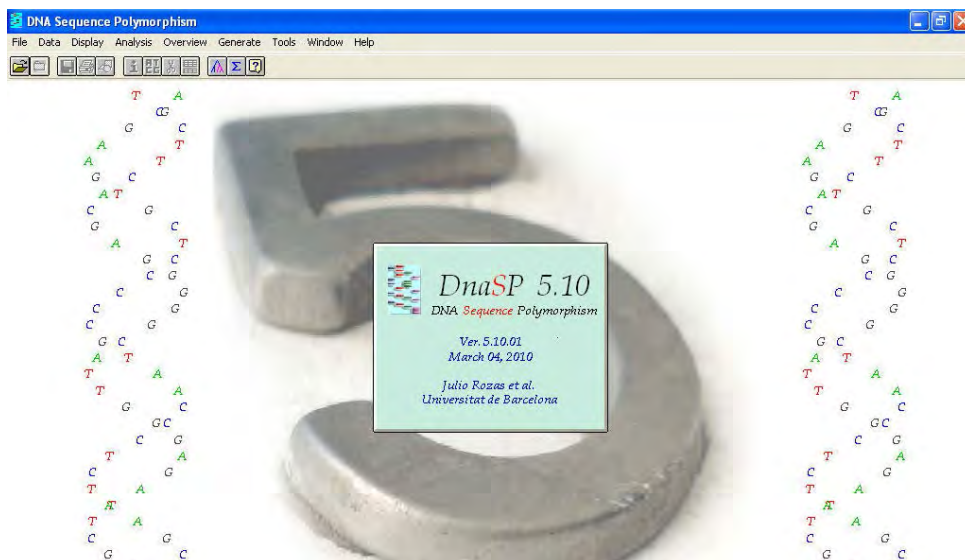 DNA Sequence Polymorphism
File Data Display Analysis Overview Generate Tools Window Help
DnaSP 5.10
DNA Sequence Polymorphism
Ver. 5.10.01
March 04, 2010
Julio Rozas et al.
Universitat de Barcelona